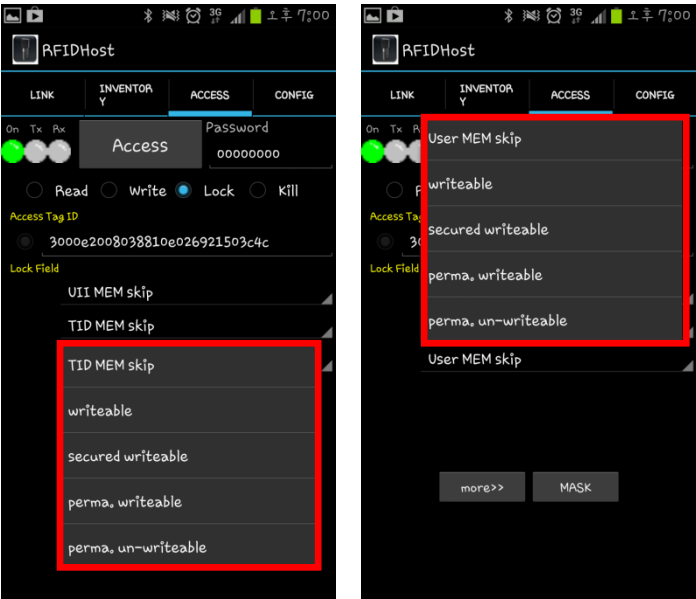 3G 오후 7:00
RFIDHost
LINK INVENTOR
Y ACCESS CONFIG
On Tx Rx Access Password
00000000
Read Write Lock Kill
Access Tag ID
3000e2008038810e026921503c4c
Lock Field
UII MEM skip
TID MEM skip
TID MEM skip
writeable
secured writeable
perma. writeable
perma. un-writeable
3G 오후 7:00
RFIDHost
LINK INVENTOR
Y ACCESS CONFIG
On Tx
User MEM skip
writeable
Access
secured writeable
30
Lock Field
perma. writeable
perma. un-writeable
User MEM skip
more>> MASK